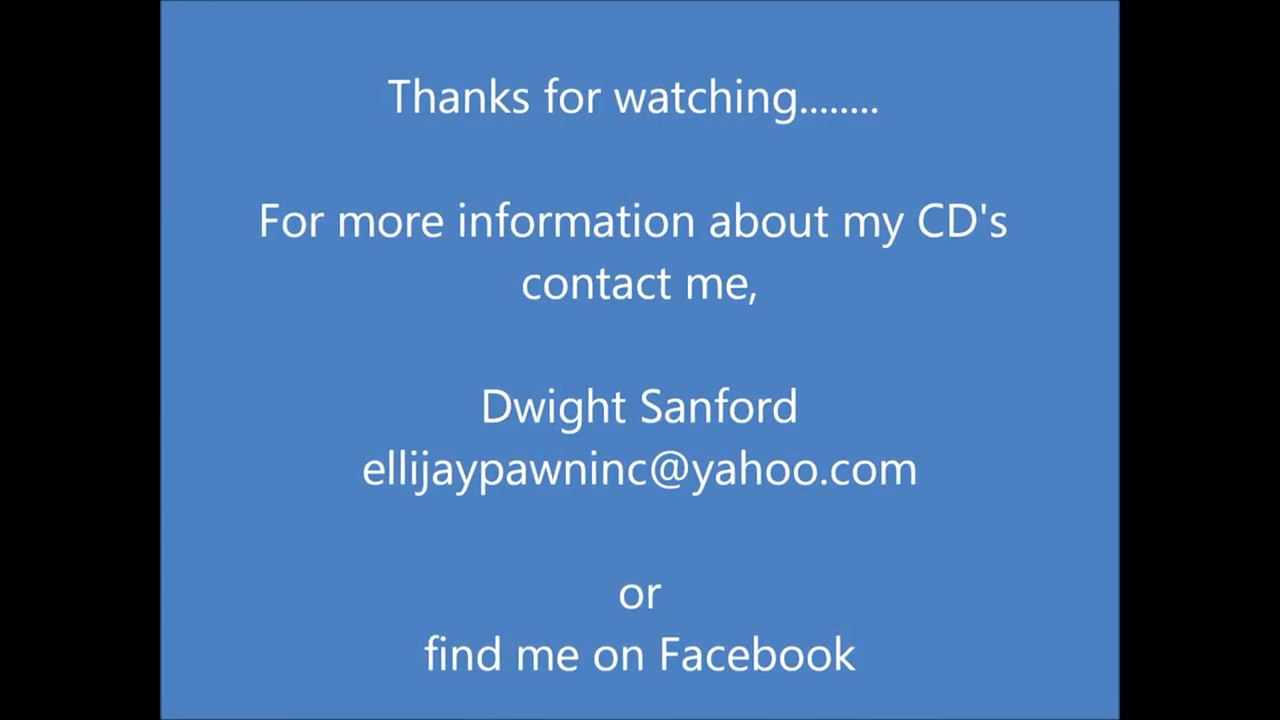 Thanks for watching........
For more information about my CD's
contact me,
Dwight Sanford
ellijaypawninc@yahoo.com
or
find me on Facebook